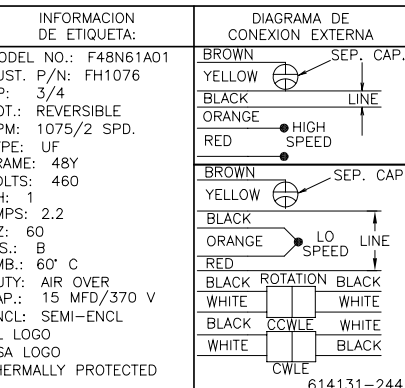 INFORMACION
DE ETIQUETA:
ODEL NO.: F48N61A01
UST. P/N: FH1076
P: 3/4
OT.: REVERSIBLE
PM: 1075/2 SPD.
YPE: UF
RAME: 48Y
OLTS: 460
H: 1
MPS: 2.2
Z: 60
S.: B
MB.: 60° C
UTY: AIR OVER
AP.: 15 MFD/370 V
NCL: SEMI-ENCL
L LOGO
SA LOGO
HERMALLY PROTECTED
DIAGRAMA DE
CONEXION EXTERNA
BROWN SEP. CAP.
YELLOW
BLACK LINE
ORANGE
HIGH
RED SPEED
BROWN SEP. CAP
YELLOW
BLACK
ORANGE LO LINE
SPEED
RED
BLACK ROTATION BLACK
WHITE WHITE
BLACK CCWLE WHITE
WHITE BLACK
CWLE
614131-244